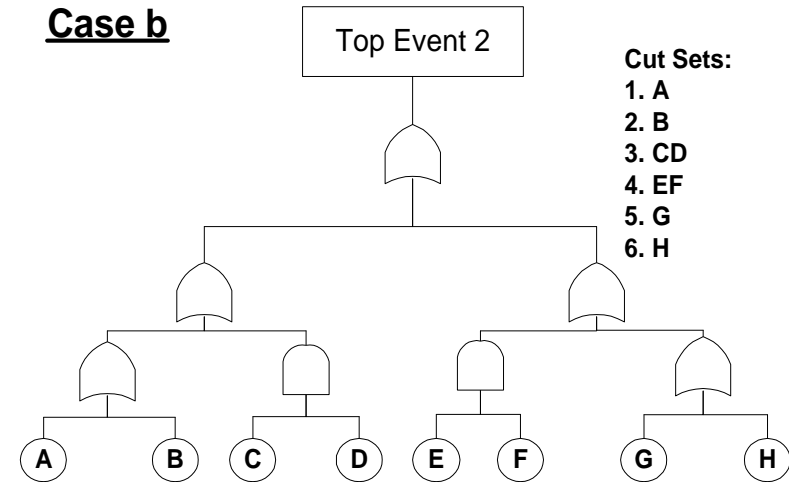 Case b
Top Event 2
Cut Sets:
1. A
2. B
3. CD
4. EF
5. G
6. H
A B C D E F G H